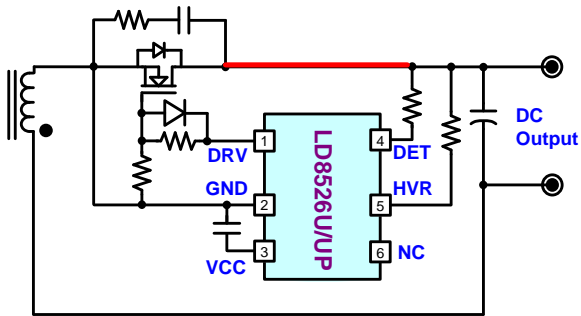 DRV
1
GND
2
VCC
3
LD8526U/UP
4
DET
5
HVR
6
NC
DC
Output